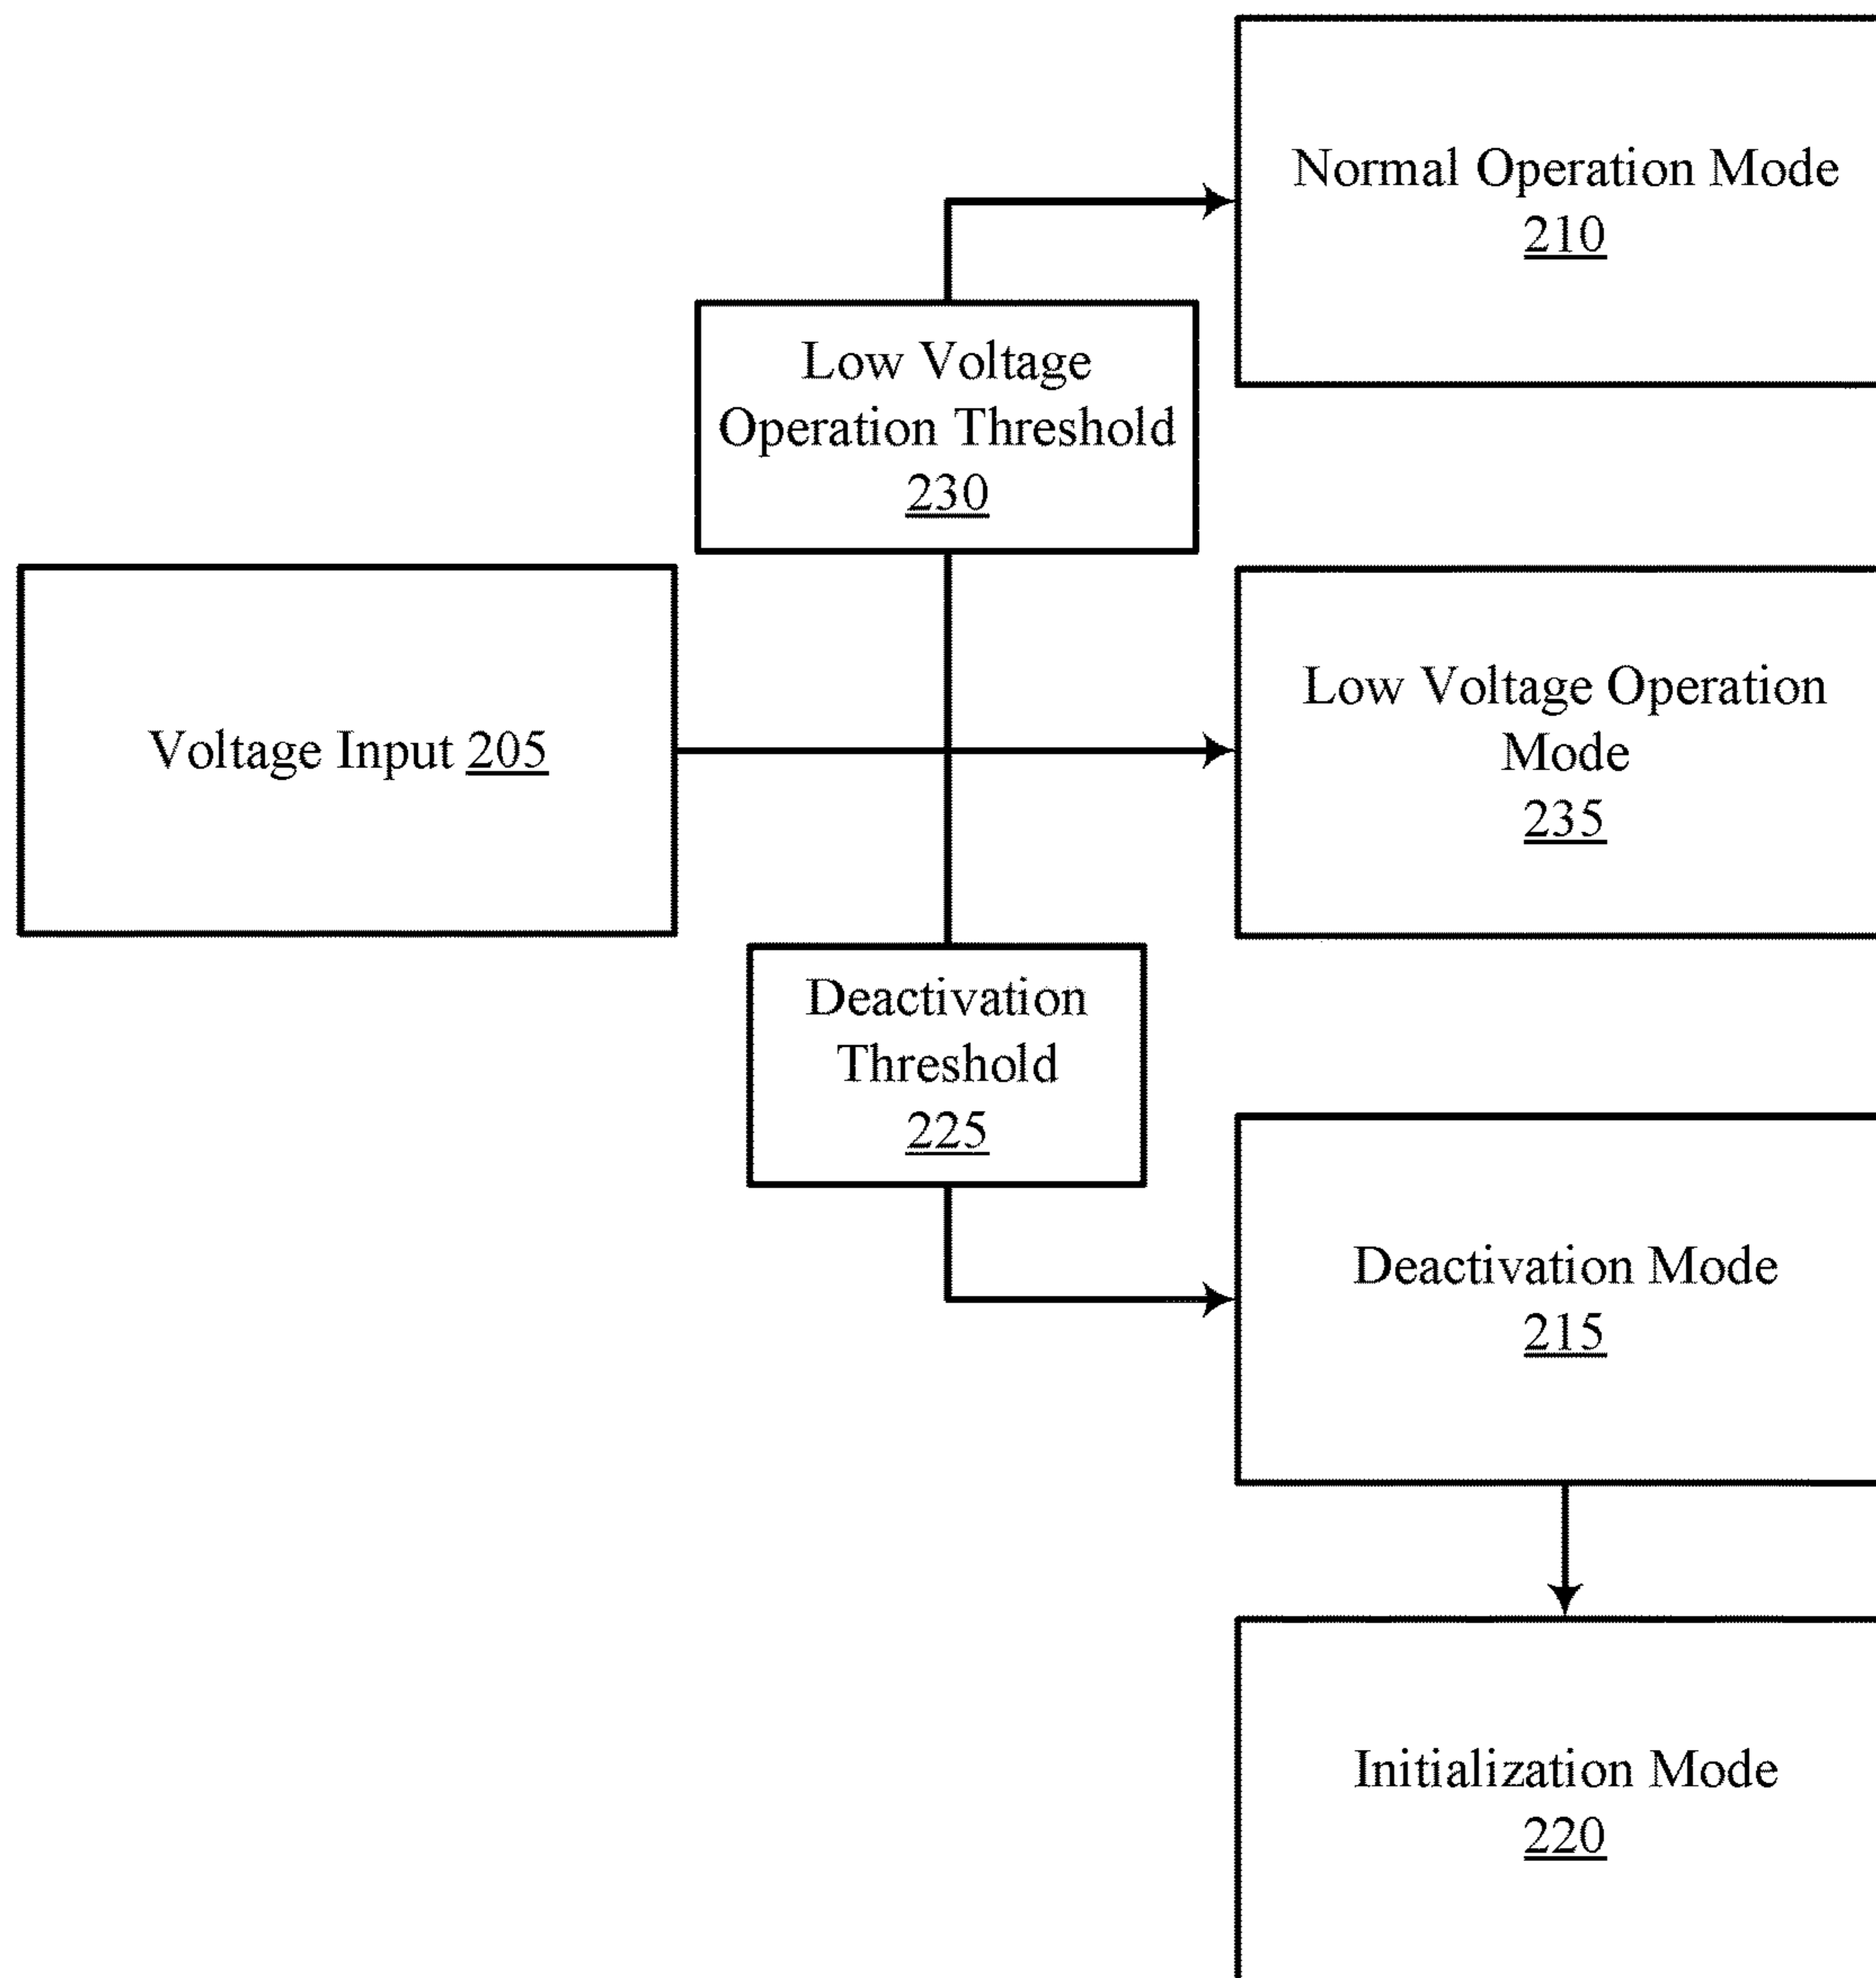 Normal Operation Mode
210
Low Voltage
Operation Threshold
230
Voltage Input 205
Low Voltage Operation
Mode
235
Deactivation
Threshold
225
Deactivation Mode
215
Initialization Mode
220